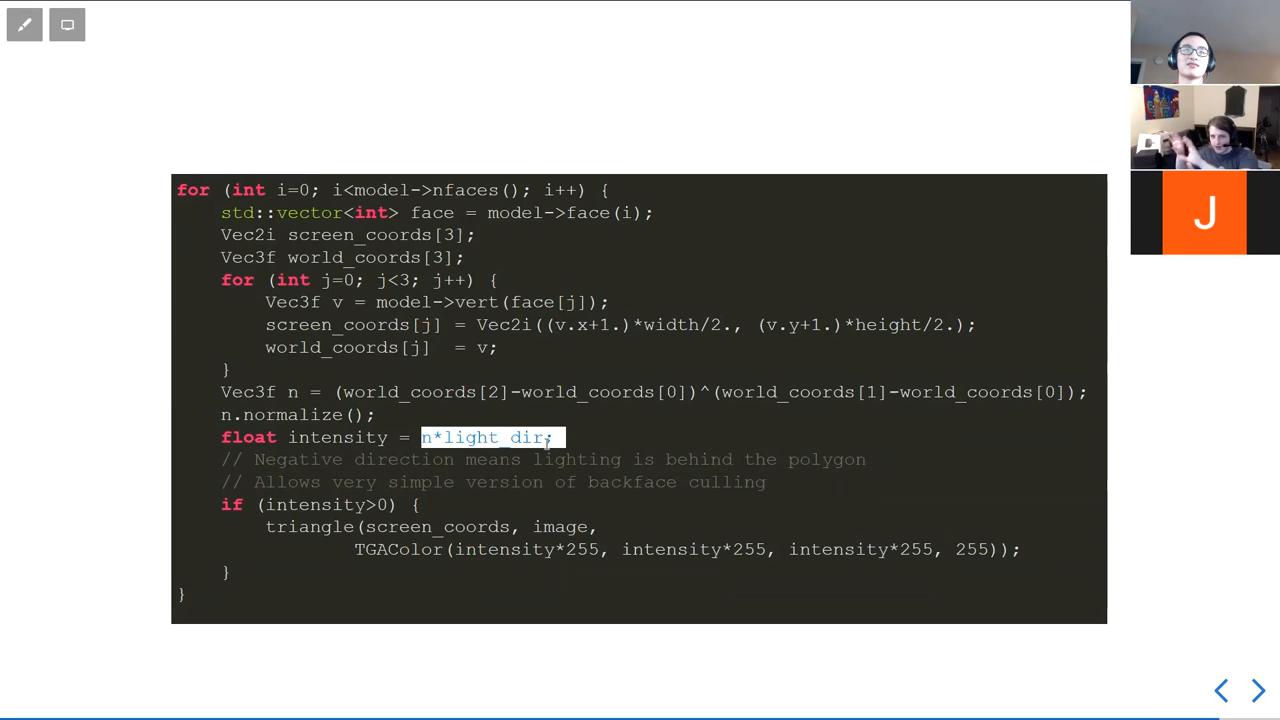 for (int i=0; i<model->nfaces(); i++) {
    std::vector<int> face = model->face(i);
    Vec2i screen_coords[3];
    Vec3f world_coords[3];
    for (int j=0; j<3; j++) {
        Vec3f v = model->vert(face[j]);
        screen_coords[j] = Vec2i((v.x+1.)*width/2., (v.y+1.)*height/2.);
        world_coords[j]  = v;
    }
    Vec3f n = (world_coords[2]-world_coords[0])^(world_coords[1]-world_coords[0]);
    n.normalize();
    float intensity = n*light_dir;
    // Negative direction means lighting is behind the polygon
    // Allows very simple version of backface culling
    if (intensity>0) {
        triangle(screen_coords, image,
                TGAColor(intensity*255, intensity*255, intensity*255, 255));
    }
}
J